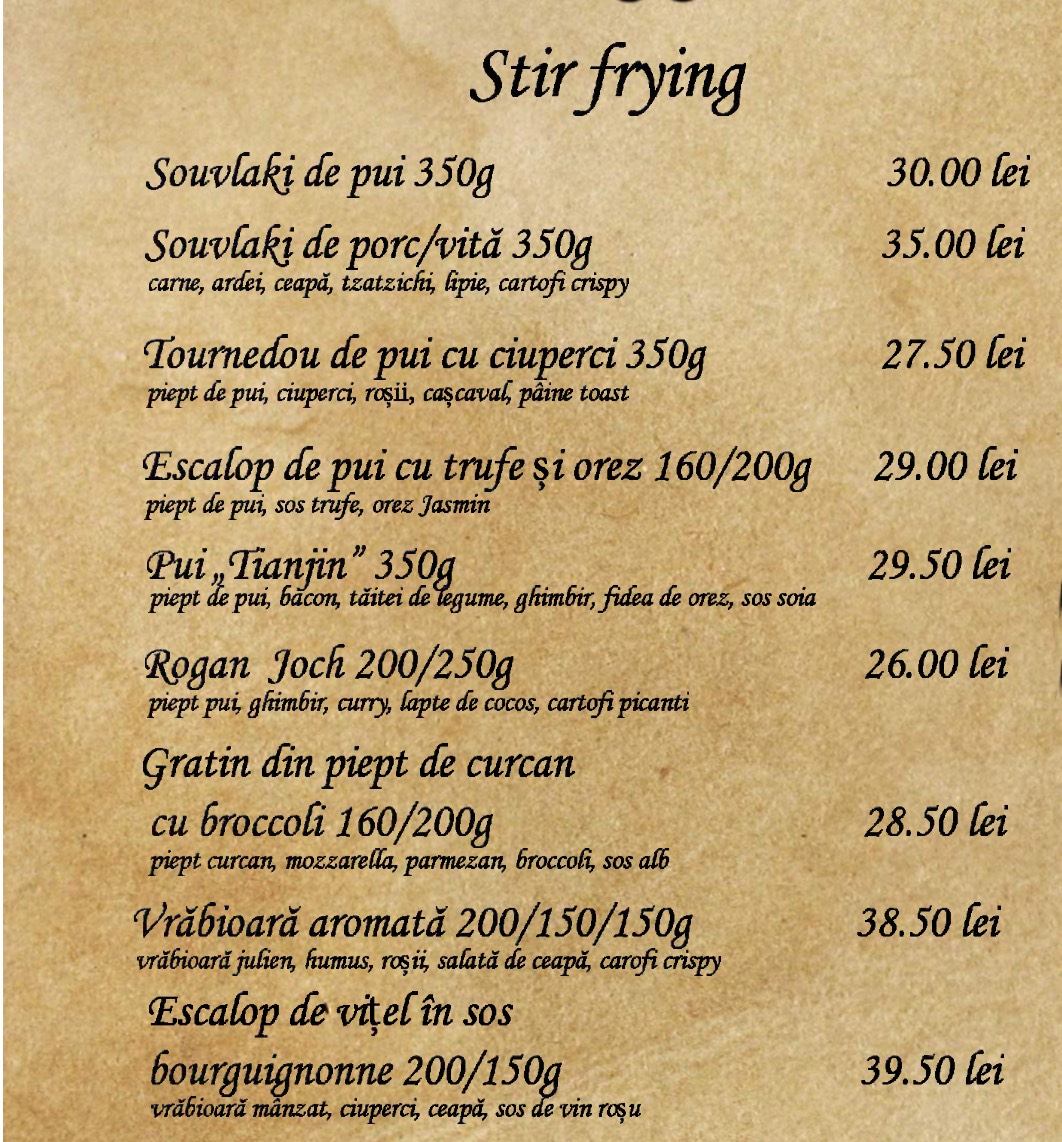 Stir frying
Souvlaki de pui 350g 30.00 lei
Souvlaki de porc/vită 350g 35.00 lei
carne, ardei, ceapă, tzatzichi, lipie, cartofi crispy
Tournedou de pui cu ciuperci 350g 27.50 lei
piept de pui, ciuperci, roșii, cașcaval, pâine toast
Escalop de pui cu trufe și orez 160/200g 29.00 lei
piept de pui, sos trufe, orez Jasmin
Pui „Tianjin” 350g 29.50 lei
piept de pui, bacon, tăitei de legume, ghimbir, fidea de orez, sos soia
Rogan Joch 200/250g 26.00 lei
piept pui, ghimbir, curry, lapte de cocos, cartofi picanti
Gratin din piept de curcan
cu broccoli 160/200g 28.50 lei
piept curcan, mozzarella, parmezan, broccoli, sos alb
Vrăbioară aromată 200/150/150g 38.50 lei
vrăbioară julien, humus, roșii, salată de ceapă, carofi crispy
Escalop de vițel în sos
bourguignonne 200/150g 39.50 lei
vrăbioară mânzat, ciuperci, ceapă, sos de vin roșu